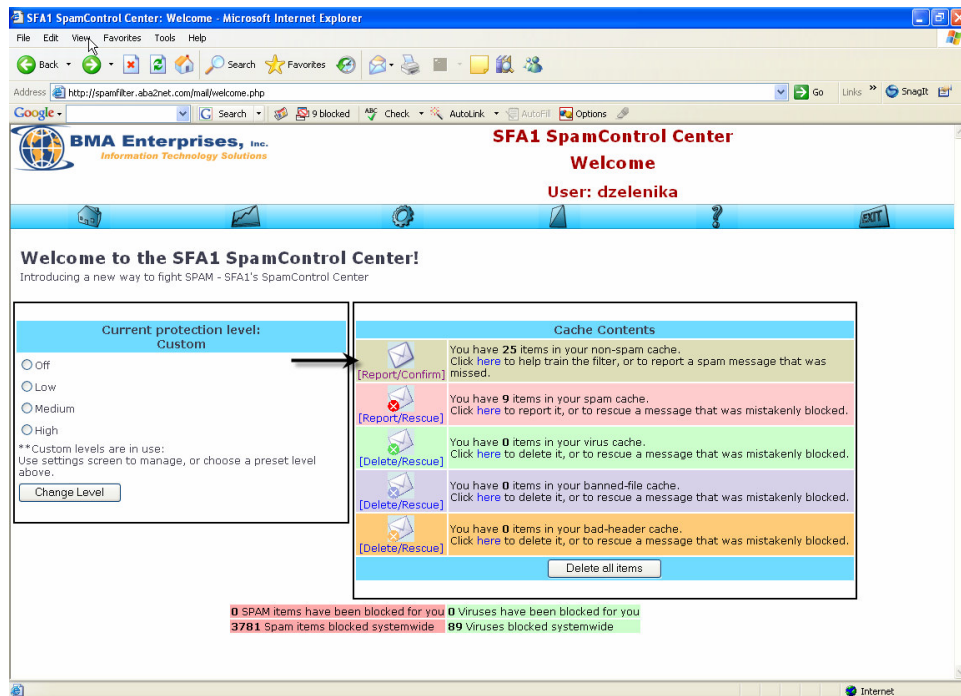 SFA1 SpamControl Center: Welcome - Microsoft Internet Explorer
File Edit View Favorites Tools Help
Back Search Favorites
Address http://spamfilter.aba2net.com/mail/welcome.php Go Links » SnagIt
Google Search 9 blocked ABC Check AutoLink AutoFill Options
BMA Enterprises, Inc.
Information Technology Solutions
SFA1 SpamControl Center
Welcome
User: dzelenika
EXIT
Welcome to the SFA1 SpamControl Center!
Introducing a new way to fight SPAM - SFA1's SpamControl Center
Current protection level:
Custom
Off
Low
Medium
High
**Custom levels are in use:
Use settings screen to manage, or choose a preset level
above.
Change Level
Cache Contents
[Report/Confirm]
You have 25 items in your non-spam cache.
Click here to help train the filter, or to report a spam message that was
missed.
[Report/Rescue]
You have 9 items in your spam cache.
Click here to report it, or to rescue a message that was mistakenly blocked.
[Delete/Rescue]
You have 0 items in your virus cache.
Click here to delete it, or to rescue a message that was mistakenly blocked.
[Delete/Rescue]
You have 0 items in your banned-file cache.
Click here to delete it, or to rescue a message that was mistakenly blocked.
[Delete/Rescue]
You have 0 items in your bad-header cache.
Click here to delete it, or to rescue a message that was mistakenly blocked.
Delete all items
0 SPAM items have been blocked for you 0 Viruses have been blocked for you
3781 Spam items blocked systemwide 89 Viruses blocked systemwide
Internet